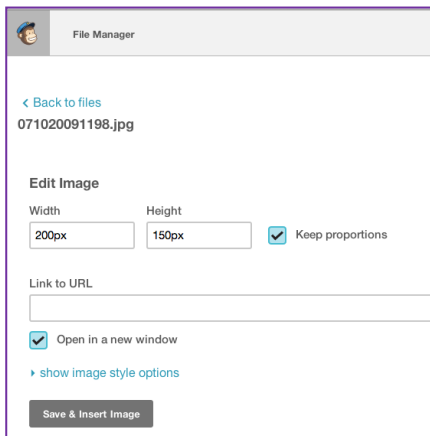 File Manager
< Back to files
071020091198.jpg
Edit Image
Width Height
200px 150px Keep proportions
Link to URL
Open in a new window
show image style options
Save & Insert Image